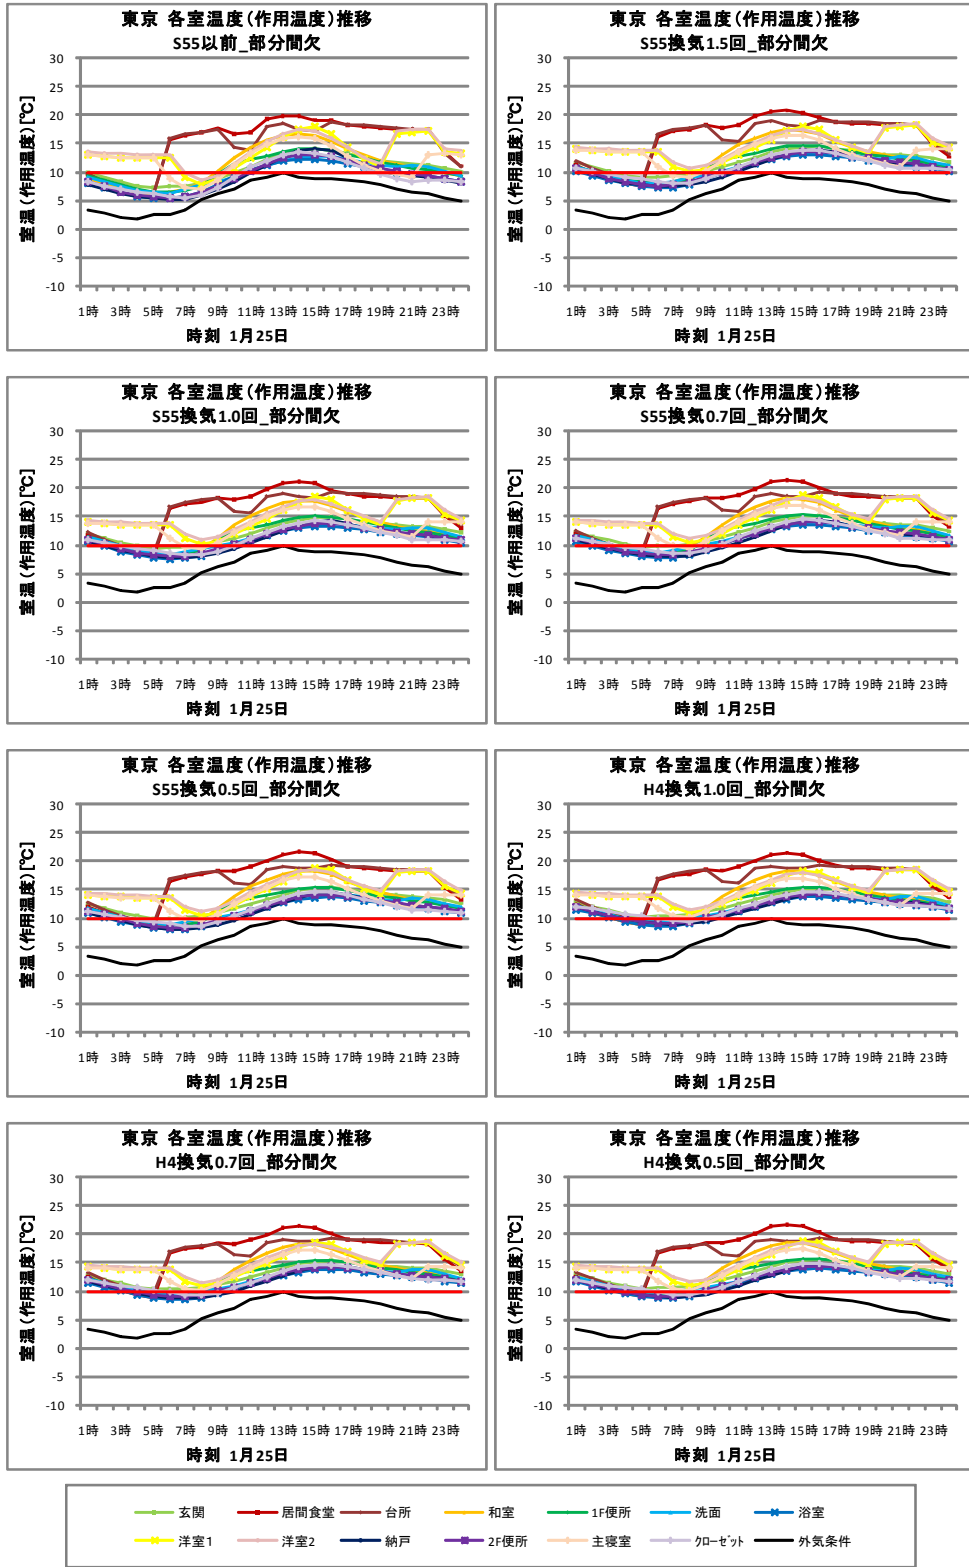 東京 各室温度(作用温度)推移
S55以前_部分間欠
室温(作用温度)[℃]
30
25
20
15
10
5
0
-5
-10
1時 3時 5時 7時 9時 11時 13時 15時 17時 19時 21時 23時
時刻 1月25日
東京 各室温度(作用温度)推移
S55換気1.5回_部分間欠
室温(作用温度)[℃]
30
25
20
15
10
5
0
-5
-10
1時 3時 5時 7時 9時 11時 13時 15時 17時 19時 21時 23時
時刻 1月25日
東京 各室温度(作用温度)推移
S55換気1.0回_部分間欠
室温(作用温度)[℃]
30
25
20
15
10
5
0
-5
-10
1時 3時 5時 7時 9時 11時 13時 15時 17時 19時 21時 23時
時刻 1月25日
東京 各室温度(作用温度)推移
S55換気0.7回_部分間欠
室温(作用温度)[℃]
30
25
20
15
10
5
0
-5
-10
1時 3時 5時 7時 9時 11時 13時 15時 17時 19時 21時 23時
時刻 1月25日
東京 各室温度(作用温度)推移
S55換気0.5回_部分間欠
室温(作用温度)[℃]
30
25
20
15
10
5
0
-5
-10
1時 3時 5時 7時 9時 11時 13時 15時 17時 19時 21時 23時
時刻 1月25日
東京 各室温度(作用温度)推移
H4換気1.0回_部分間欠
室温(作用温度)[℃]
30
25
20
15
10
5
0
-5
-10
1時 3時 5時 7時 9時 11時 13時 15時 17時 19時 21時 23時
時刻 1月25日
東京 各室温度(作用温度)推移
H4換気0.7回_部分間欠
室温(作用温度)[℃]
30
25
20
15
10
5
0
-5
-10
1時 3時 5時 7時 9時 11時 13時 15時 17時 19時 21時 23時
時刻 1月25日
東京 各室温度(作用温度)推移
H4換気0.5回_部分間欠
室温(作用温度)[℃]
30
25
20
15
10
5
0
-5
-10
1時 3時 5時 7時 9時 11時 13時 15時 17時 19時 21時 23時
時刻 1月25日
玄関 居間食堂 台所 和室 1F便所 洗面 浴室
洋室1 洋室2 納戸 2F便所 主寝室 クローゼット 外気条件